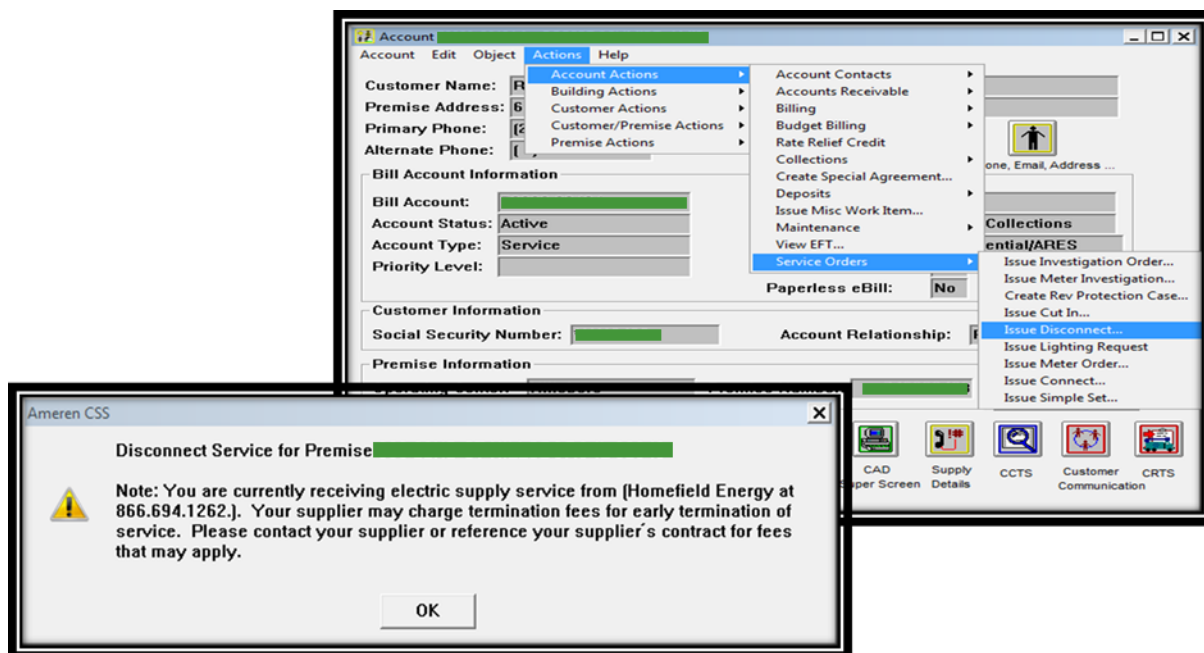 Account
Account Edit Object Actions Help
Customer Name: R
Premise Address: 6
Primary Phone: (2
Alternate Phone: (
Account Actions
Building Actions
Customer Actions
Customer/Premise Actions
Premise Actions
Account Contacts
Accounts Receivable
Billing
Budget Billing
Rate Relief Credit
Collections
Create Special Agreement...
Deposits
Issue Misc Work Item...
Maintenance
View EFT...
Service Orders
one, Email, Address ...
Bill Account Information
Bill Account:
Account Status: Active
Account Type: Service
Priority Level:
Collections
ential/ARES
Paperless eBill: No
Issue Investigation Order...
Issue Meter Investigation...
Create Rev Protection Case...
Issue Cut In...
Issue Disconnect...
Issue Lighting Request
Issue Meter Order...
Issue Connect...
Issue Simple Set...
Customer Information
Social Security Number:
Account Relationship:
Premise Information
CAD
uper Screen
Supply
Details
CCTS
Customer
Communication
CRTS
Ameren CSS
Disconnect Service for Premise
Note: You are currently receiving electric supply service from (Homefield Energy at
866.694.1262.). Your supplier may charge termination fees for early termination of
service. Please contact your supplier or reference your supplier´s contract for fees
that may apply.
OK